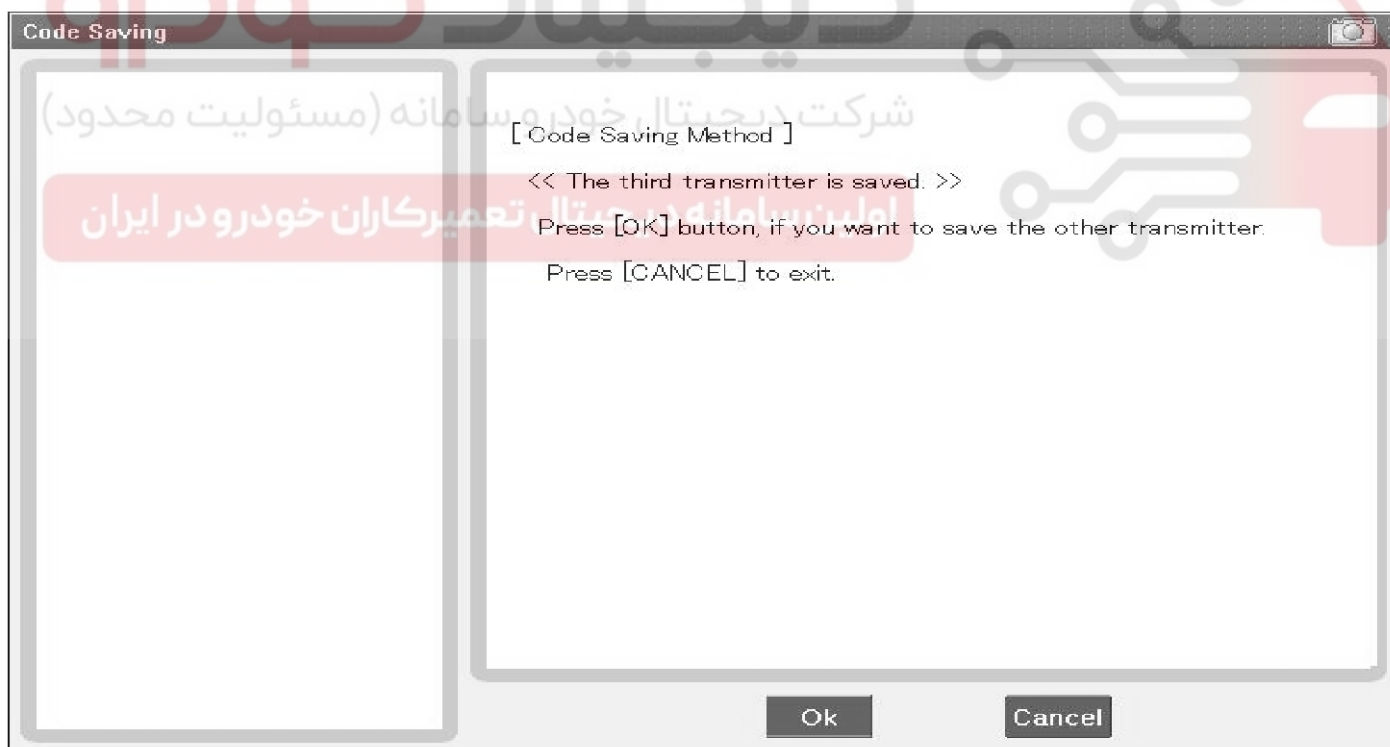 دیجیتال خودرو
Code Saving
شرکت دیجیتال خودرو سامانه (مسئولیت محدود)
[ Code Saving Method ]
<< The third transmitter is saved. >>
اولین سامانه دیجیتال تعمیرکاران خودرو در ایران
Press [OK] button, if you want to save the other transmitter.
Press [CANCEL] to exit.
Ok
Cancel